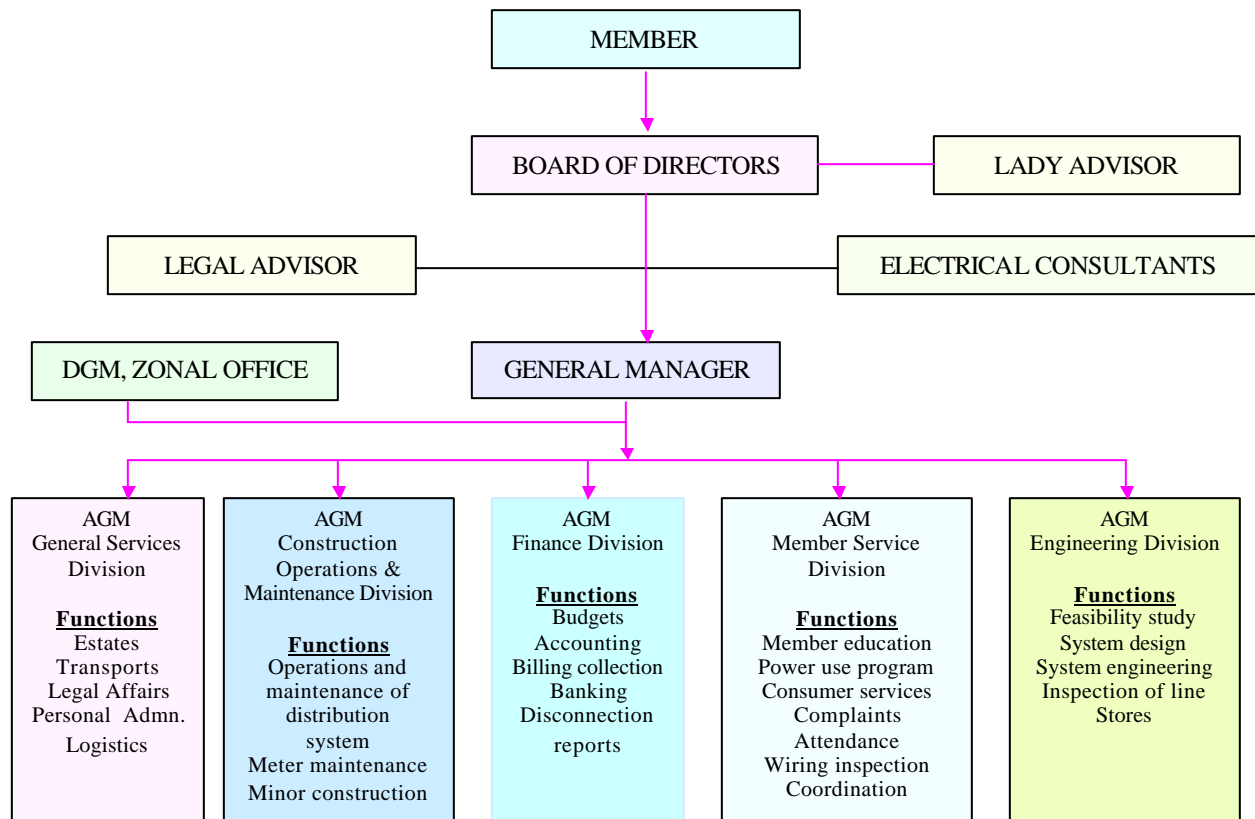 MEMBER
BOARD OF DIRECTORS
LADY ADVISOR
LEGAL ADVISOR
ELECTRICAL CONSULTANTS
DGM, ZONAL OFFICE
GENERAL MANAGER
AGM
General Services
Division
Functions
Estates
Transports
Legal Affairs
Personal Admn.
Logistics
AGM
Construction
Operations &
Maintenance Division
Functions
Operations and
maintenance of
distribution
system
Meter maintenance
Minor construction
AGM
Finance Division
Functions
Budgets
Accounting
Billing collection
Banking
Disconnection
reports
AGM
Member Service
Division
Functions
Member education
Power use program
Consumer services
Complaints
Attendance
Wiring inspection
Coordination
AGM
Engineering Division
Functions
Feasibility study
System design
System engineering
Inspection of line
Stores